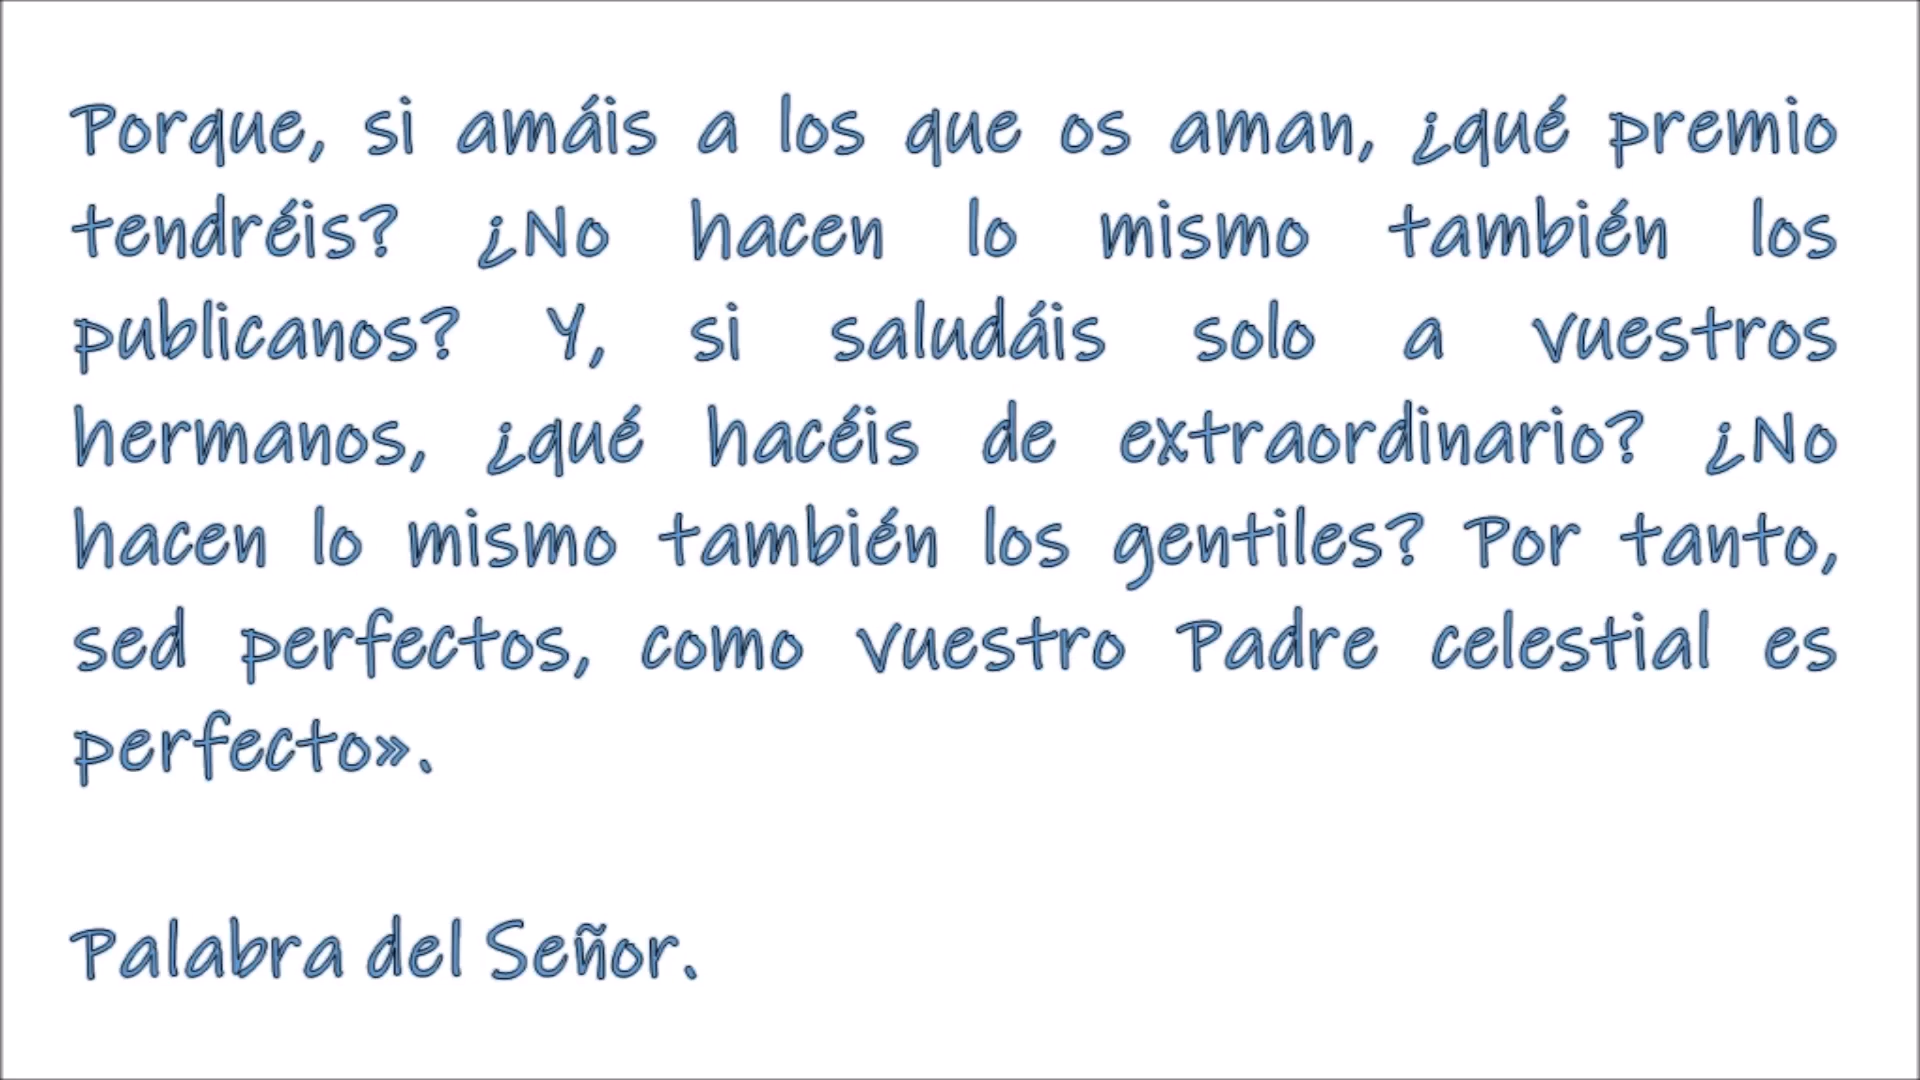 Porque, si amáis a los que os aman, ¿qué premio
tendréis? ¿No hacen lo mismo también los
publicanos? Y, si saludáis solo a vuestros
hermanos, ¿qué hacéis de extraordinario? ¿No
hacen lo mismo también los gentiles? Por tanto,
sed perfectos, como vuestro Padre celestial es
perfecto».
Palabra del Señor.